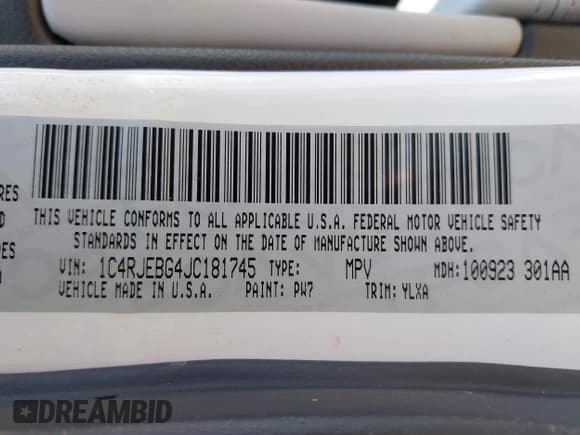 RES
THIS VEHICLE CONFORMS TO ALL APPLICABLE U.S.A. FEDERAL MOTOR VEHICLE SAFETY
STANDARDS IN EFFECT ON THE DATE OF MANUFACTURE SHOWN ABOVE.
VIN: 1C4RJEBG4JC181745 TYPE: MPV MDH: 100923 301AA
VEHICLE MADE IN U.S.A. PAINT: PW7 TRIM: YLXA
DREAMBID